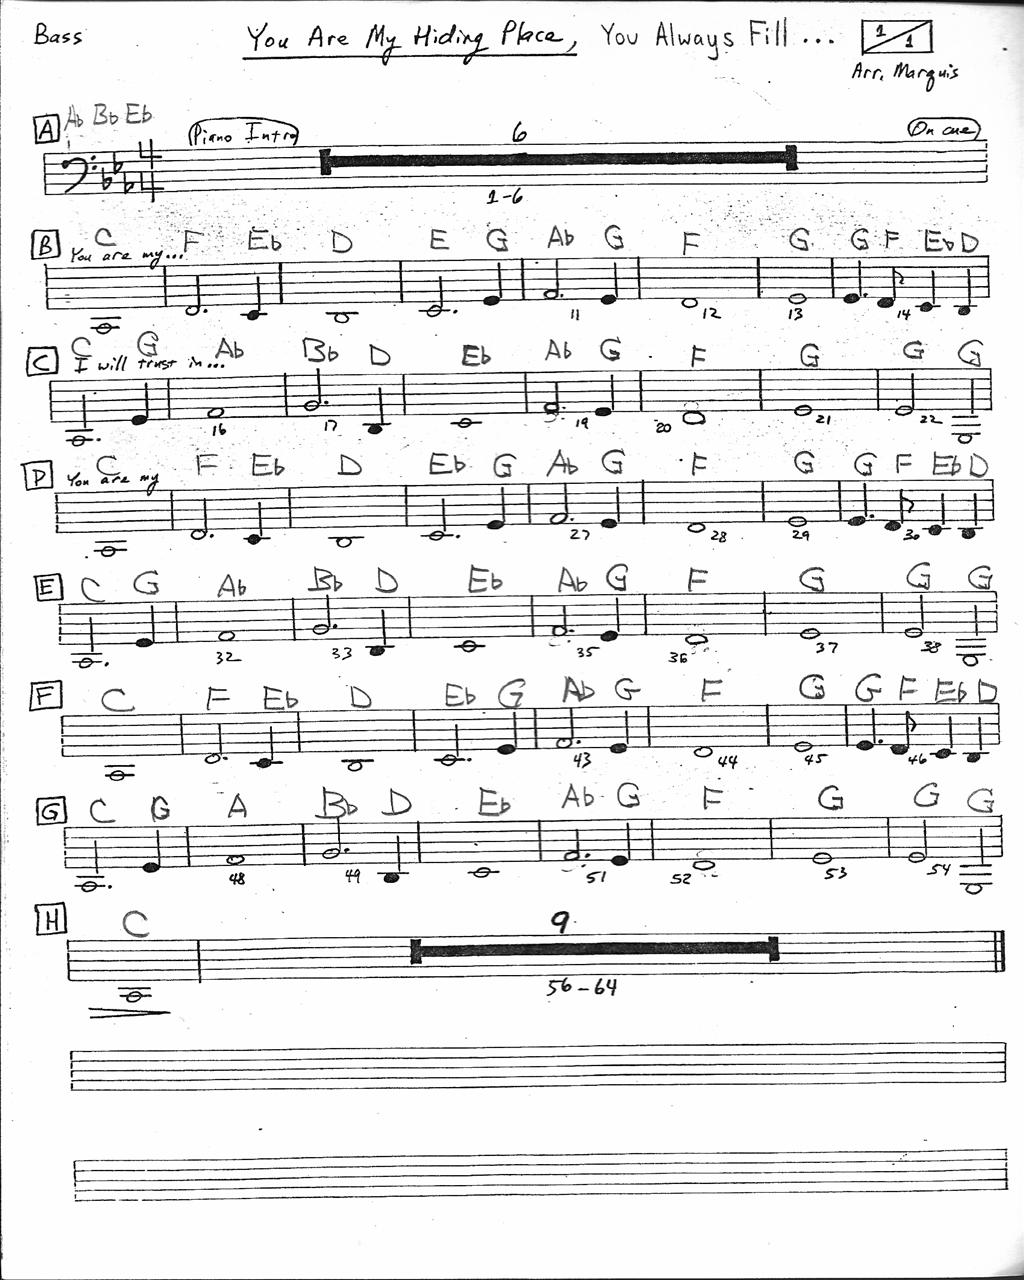 Bass You Are My Hiding Place, You Always Fill ... 1/1
Arr. Marquis
A Ab Bb Eb Piano Intro 6 On cue
4
4
1-6
B C F Eb D E G Ab G F G G F Eb D
You are my...
11 12 13 14
C C G Ab Bb D Eb Ab G F G G G
I will trust in...
16 17 19 20 21 22
D C F Eb D Eb G Ab G F G G F Eb D
You are my
27 28 29 30
E C G Ab Bb D Eb Ab G F G G G
32 33 35 36 37 38
F C F Eb D Eb G Ab G F G G F Eb D
43 44 45 46
G C G A Bb D Eb Ab G F G G G
48 49 51 52 53 54
H C 9
56-64